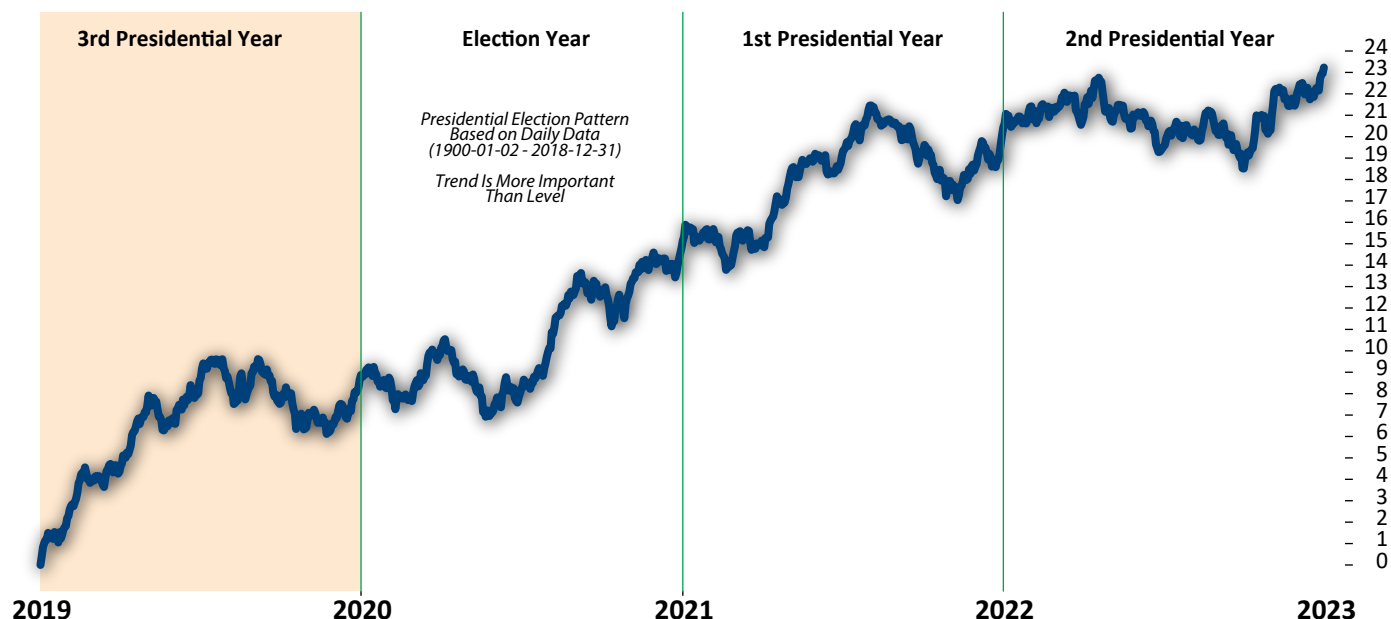 3rd Presidential Year
Election Year
1st Presidential Year
2nd Presidential Year
Presidential Election Pattern
Based on Daily Data
(1900-01-02 - 2018-12-31)
Trend Is More Important
Than Level
24
23
22
21
20
19
18
17
16
15
14
13
12
11
10
9
8
7
6
5
4
3
2
1
0
2019 2020 2021 2022 2023